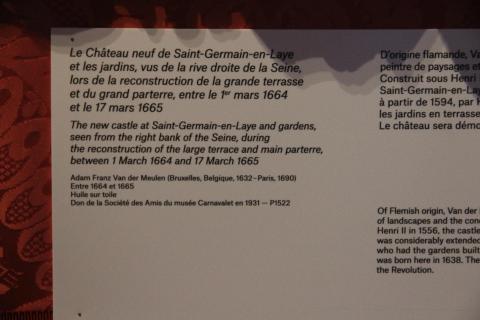 Le Château neuf de Saint-Germain-en-Laye
et les jardins, vus de la rive droite de la Seine,
lors de la reconstruction de la grande terrasse
et du grand parterre, entre le 1er mars 1664
et le 17 mars 1665
The new castle at Saint-Germain-en-Laye and gardens,
seen from the right bank of the Seine, during
the reconstruction of the large terrace and main parterre,
between 1 March 1664 and 17 March 1665
Adam Franz Van der Meulen (Bruxelles, Belgique, 1632 – Paris, 1690)
Entre 1664 et 1665
Huile sur toile
Don de la Société des Amis du musée Carnavalet en 1931 — P1522
D'origine flamande, Va
peintre de paysages et
Construit sous Henri
Saint-Germain-en-Lay
à partir de 1594, par H
les jardins en terrasse
Le château sera démo
Of Flemish origin, Van der
of landscapes and the con
Henri II in 1556, the castle
was considerably extended
who had the gardens built
was born here in 1638. The
the Revolution.